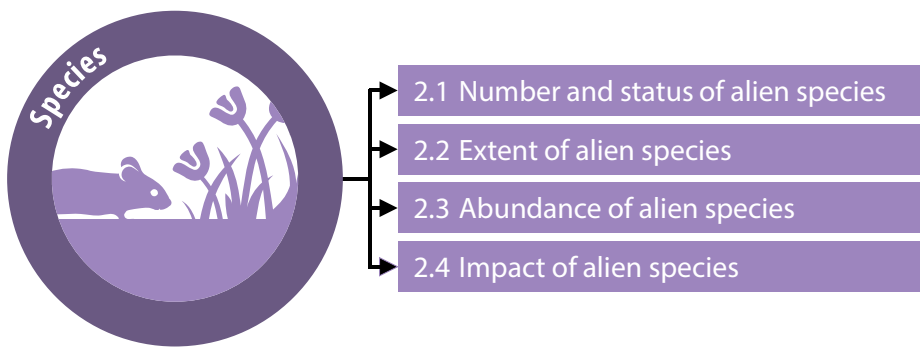 Species
2.1 Number and status of alien species
2.2 Extent of alien species
2.3 Abundance of alien species
2.4 Impact of alien species